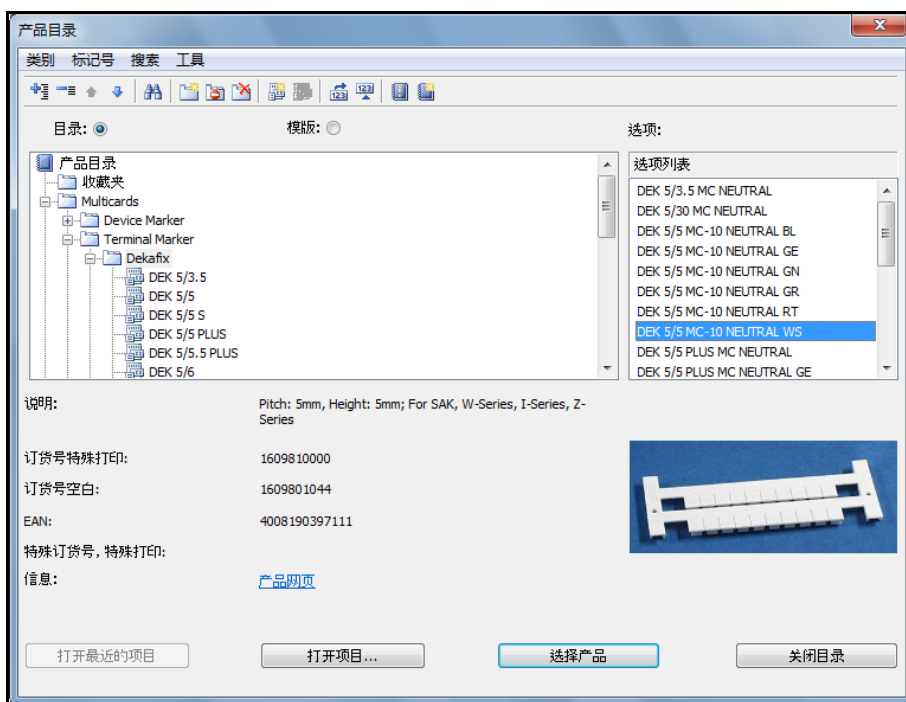 产品目录
类别 标记号 搜索 工具
目录: 模版: 选项:
产品目录
收藏夹
Multicards
Device Marker
Terminal Marker
Dekafix
DEK 5/3.5
DEK 5/5
DEK 5/5 S
DEK 5/5 PLUS
DEK 5/5.5 PLUS
DEK 5/6
选项列表
DEK 5/3.5 MC NEUTRAL
DEK 5/30 MC NEUTRAL
DEK 5/5 MC-10 NEUTRAL BL
DEK 5/5 MC-10 NEUTRAL GE
DEK 5/5 MC-10 NEUTRAL GN
DEK 5/5 MC-10 NEUTRAL GR
DEK 5/5 MC-10 NEUTRAL RT
DEK 5/5 MC-10 NEUTRAL WS
DEK 5/5 PLUS MC NEUTRAL
DEK 5/5 PLUS MC NEUTRAL GE
说明: Pitch: 5mm, Height: 5mm; For SAK, W-Series, I-Series, Z-
Series
订货号特殊打印: 1609810000
订货号空白: 1609801044
EAN: 4008190397111
特殊订货号, 特殊打印:
信息: 产品网页
打开最近的项目 打开项目... 选择产品 关闭目录